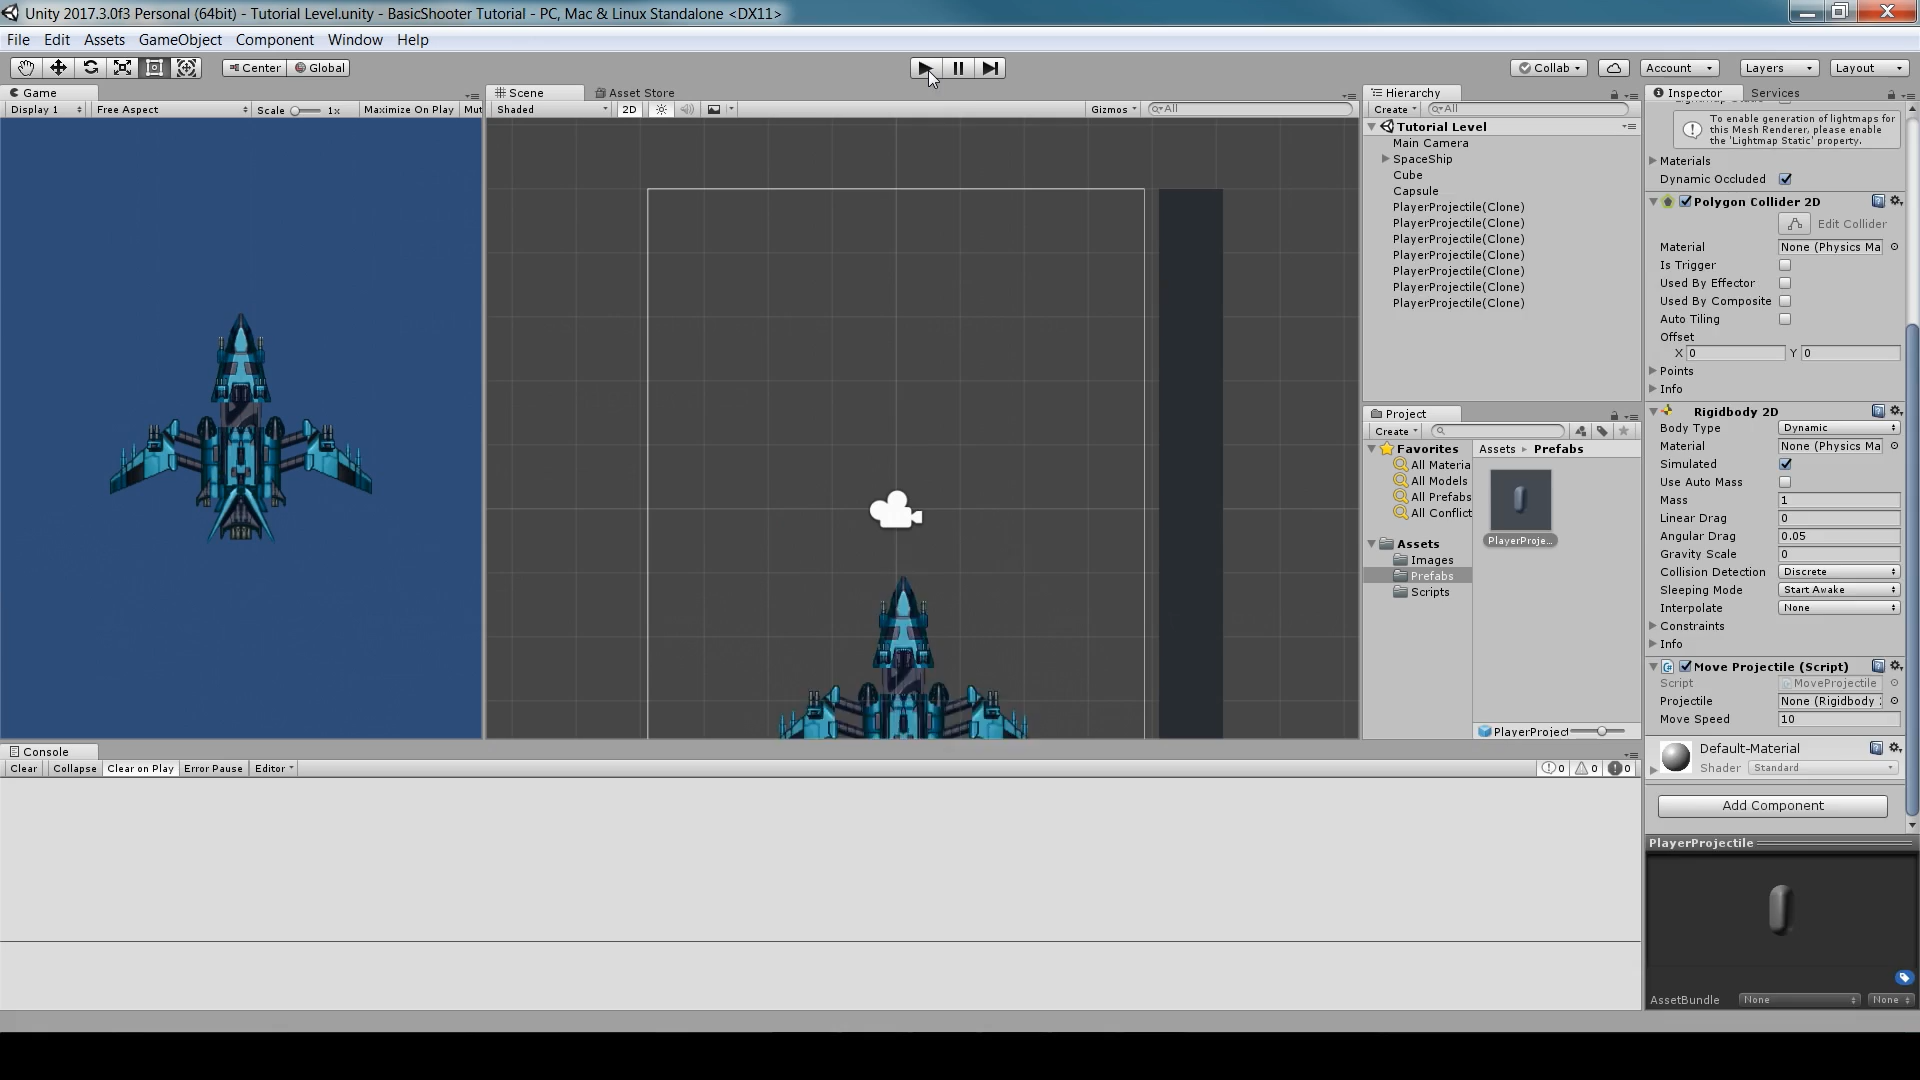 Unity 2017.3.0f3 Personal (64bit) - Tutorial Level.unity - BasicShooter Tutorial - PC, Mac & Linux Standalone <DX11>
File Edit Assets GameObject Component Window Help
Center Global
Collab Account Layers Layout
Game
Display 1 Free Aspect Scale 1x Maximize On Play Mut
Scene Asset Store
Shaded 2D Gizmos All
Hierarchy
Create All
Tutorial Level
Main Camera
SpaceShip
Cube
Capsule
PlayerProjectile(Clone)
PlayerProjectile(Clone)
PlayerProjectile(Clone)
PlayerProjectile(Clone)
PlayerProjectile(Clone)
PlayerProjectile(Clone)
PlayerProjectile(Clone)
Project
Create
Favorites
All Materia
All Models
All Prefabs
All Conflict
Assets
Images
Prefabs
Scripts
Assets Prefabs
PlayerProje...
PlayerProject
Inspector Services
To enable generation of lightmaps for
this Mesh Renderer, please enable
the 'Lightmap Static' property.
Materials
Dynamic Occluded
Polygon Collider 2D
Edit Collider
Material None (Physics Ma
Is Trigger
Used By Effector
Used By Composite
Auto Tiling
Offset
X 0 Y 0
Points
Info
Rigidbody 2D
Body Type Dynamic
Material None (Physics Ma
Simulated
Use Auto Mass
Mass 1
Linear Drag 0
Angular Drag 0.05
Gravity Scale 0
Collision Detection Discrete
Sleeping Mode Start Awake
Interpolate None
Constraints
Info
Move Projectile (Script)
Script MoveProjectile
Projectile None (Rigidbody
Move Speed 10
Default-Material
Shader Standard
Add Component
PlayerProjectile
AssetBundle None None
Console
Clear Collapse Clear on Play Error Pause Editor
0 0 0